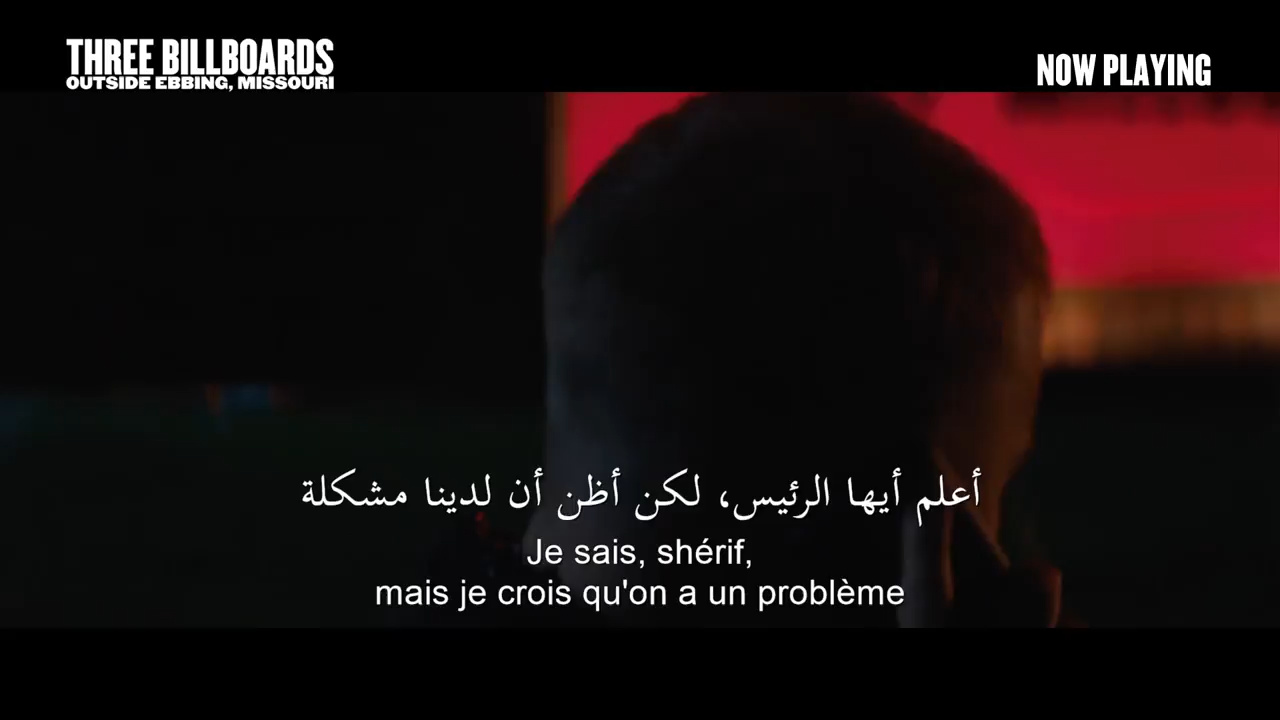 THREE BILLBOARDS
OUTSIDE EBBING, MISSOURI
NOW PLAYING
أعلم أيها الرئيس، لكن أظن أن لدينا مشكلة
Je sais, shérif,
mais je crois qu'on a un problème